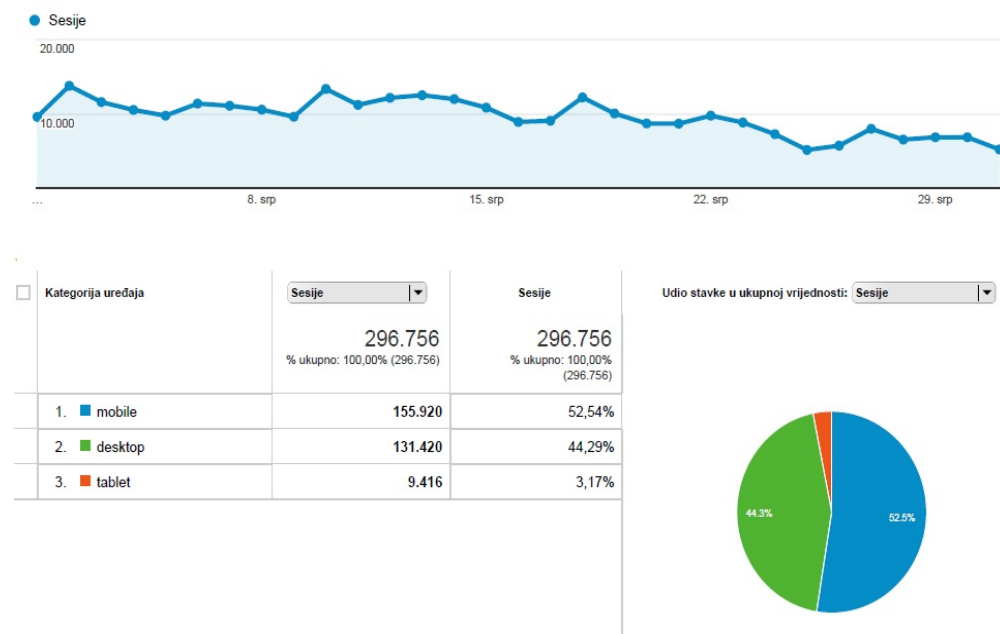 Sesije
20.000
10.000
... 8. srp 15. srp 22. srp 29. srp
Kategorija uređaja Sesije Sesije Udio stavke u ukupnoj vrijednosti: Sesije
296.756 296.756
% ukupno: 100,00% (296.756) % ukupno: 100,00%
(296.756)
1. mobile 155.920 52,54%
2. desktop 131.420 44,29%
3. tablet 9.416 3,17%
44.3%
52.5%